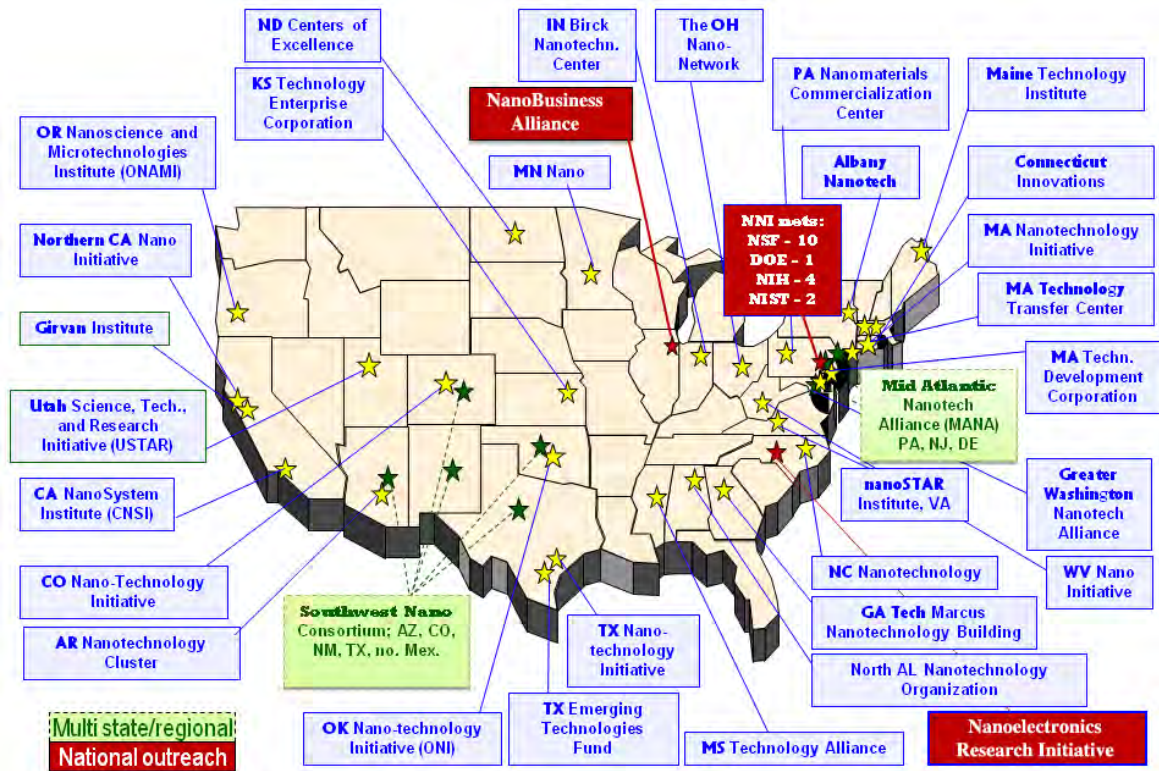 ND Centers of
Excellence
IN Birck
Nanotechn.
Center
The OH
Nano-
Network
PA Nanomaterials
Commercialization
Center
Maine Technology
Institute
KS Technology
Enterprise
Corporation
NanoBusiness
Alliance
OR Nanoscience and
Microtechnologies
Institute (ONAMI)
MN Nano
Albany
Nanotech
Connecticut
Innovations
NNI nets:
NSF - 10
DOE - 1
NIH - 4
NIST - 2
Northern CA Nano
Initiative
MA Nanotechnology
Initiative
MA Technology
Transfer Center
Girvan Institute
MA Techn.
Development
Corporation
Mid Atlantic
Nanotech
Alliance (MANA)
PA, NJ, DE
Utah Science, Tech.,
and Research
Initiative (USTAR)
CA NanoSystem
Institute (CNSI)
nanoSTAR
Institute, VA
Greater
Washington
Nanotech
Alliance
CO Nano-Technology
Initiative
NC Nanotechnology
WV Nano
Initiative
Southwest Nano
Consortium; AZ, CO,
NM, TX, no. Mex.
TX Nano-
technology
Initiative
GA Tech Marcus
Nanotechnology Building
AR Nanotechnology
Cluster
North AL Nanotechnology
Organization
Multi state/regional
National outreach
OK Nano-technology
Initiative (ONI)
TX Emerging
Technologies
Fund
MS Technology Alliance
Nanoelectronics
Research Initiative